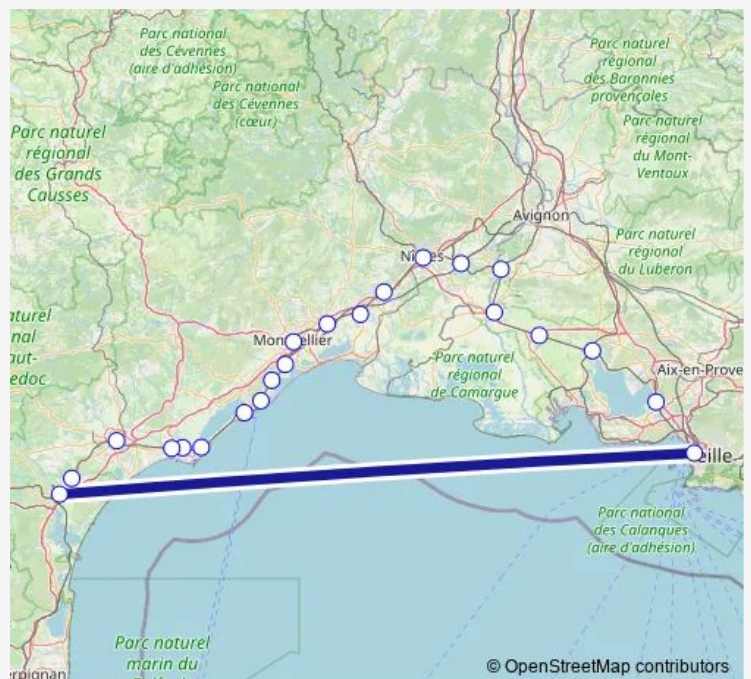 Parc national
des Cévennes
(aire d'adhésion)
Parc naturel
régional
des Baronnies
provençales
Parc national
des Cévennes
(cœur)
Parc naturel
régional
des Grands
Causses
Parc naturel
régional
du Mont-
Ventoux
Avignon
Parc naturel
régional
du Luberon
Montpellier
Parc naturel
régional
de Camargue
Aix-en-Prove
eille
Parc national
des Calanques
(aire d'adhésion)
Parc naturel
marin du
erpignan
© OpenStreetMap contributors